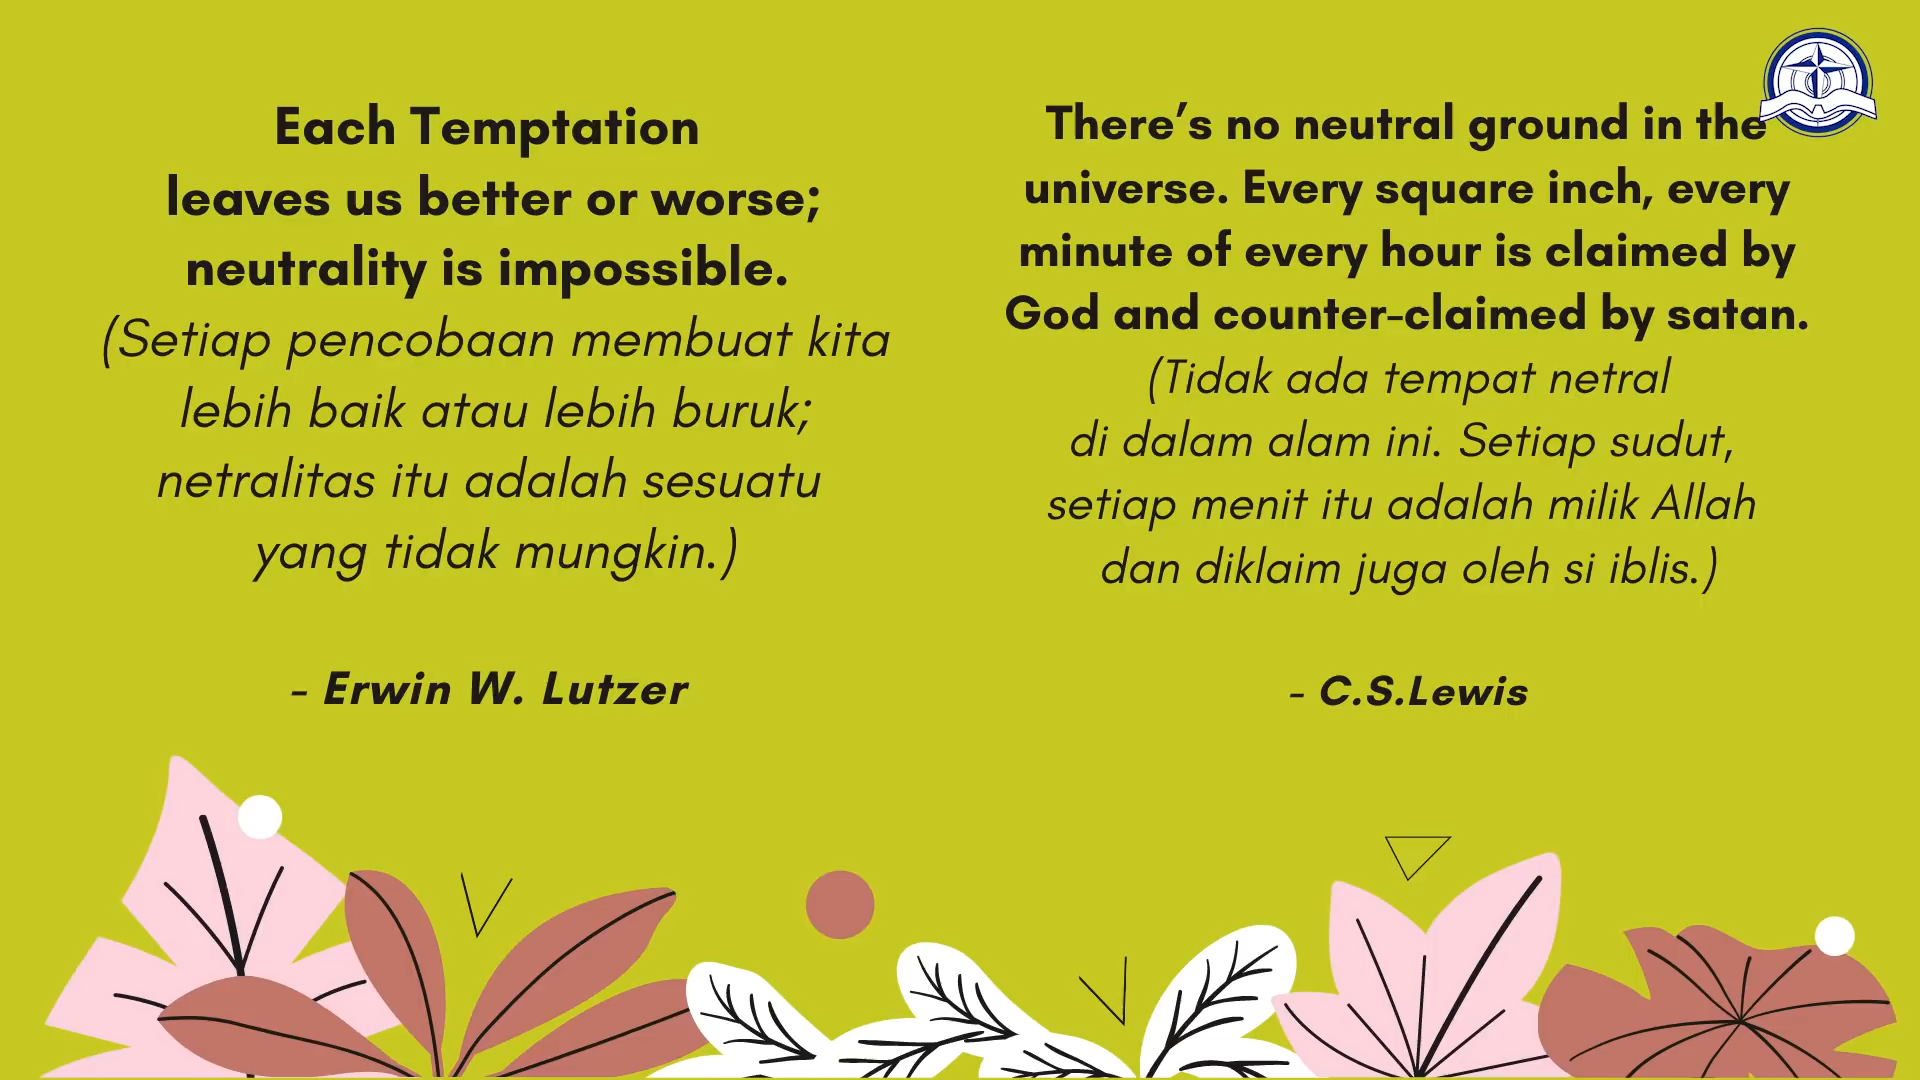 Each Temptation
leaves us better or worse;
neutrality is impossible.
(Setiap pencobaan membuat kita
lebih baik atau lebih buruk;
netralitas itu adalah sesuatu
yang tidak mungkin.)
- Erwin W. Lutzer
There’s no neutral ground in the
universe. Every square inch, every
minute of every hour is claimed by
God and counter-claimed by satan.
(Tidak ada tempat netral
di dalam alam ini. Setiap sudut,
setiap menit itu adalah milik Allah
dan diklaim juga oleh si iblis.)
- C.S.Lewis